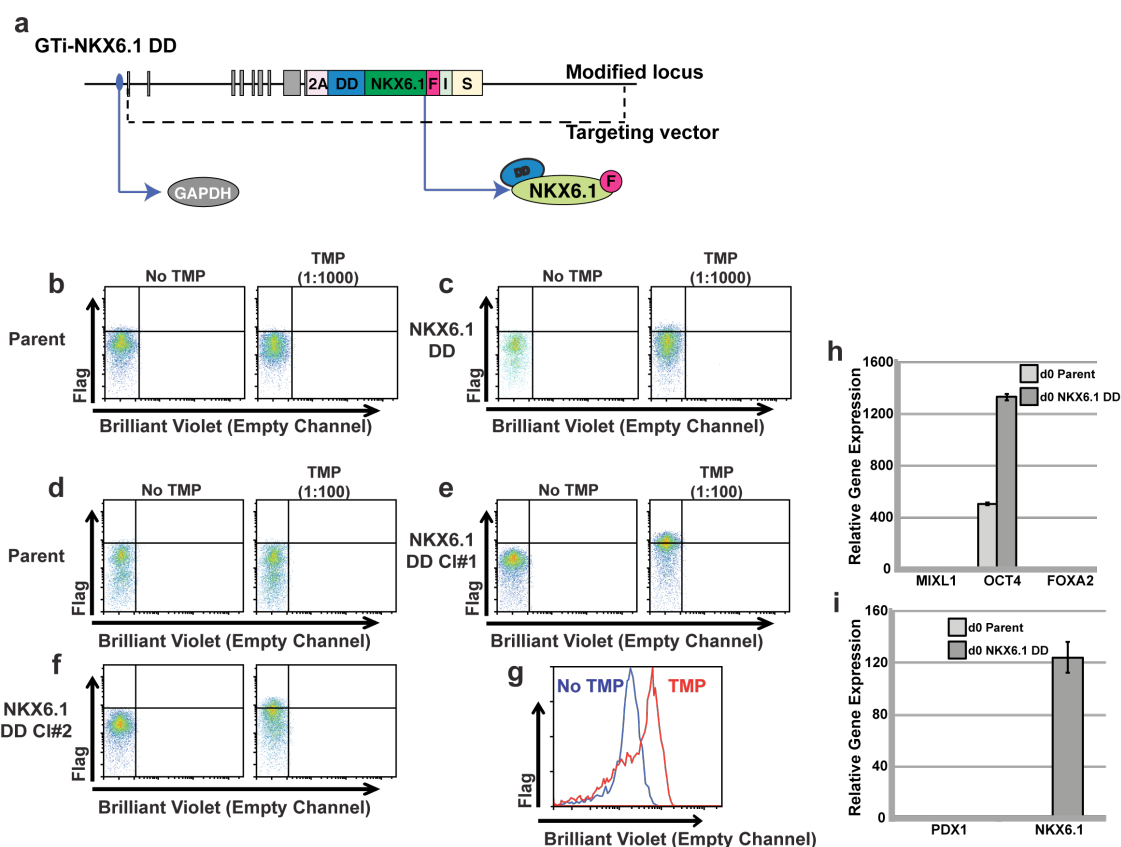 a
GTi-NKX6.1 DD
2A DD NKX6.1 F I S
Modified locus
Targeting vector
GAPDH
DD
NKX6.1
F
b
No TMP
TMP
(1:1000)
Parent
Flag
Brilliant Violet (Empty Channel)
c
No TMP
TMP
(1:1000)
NKX6.1
DD
Flag
Brilliant Violet (Empty Channel)
d
No TMP
TMP
(1:100)
Parent
Flag
Brilliant Violet (Empty Channel)
e
No TMP
TMP
(1:100)
NKX6.1
DD Cl#1
Flag
Brilliant Violet (Empty Channel)
f
NKX6.1
DD Cl#2
Flag
Brilliant Violet (Empty Channel)
g
No TMP
TMP
Flag
Brilliant Violet (Empty Channel)
h
Relative Gene Expression
1600
1200
800
400
0
d0 Parent
d0 NKX6.1 DD
MIXL1 OCT4 FOXA2
i
Relative Gene Expression
160
120
80
40
0
d0 Parent
d0 NKX6.1 DD
PDX1 NKX6.1